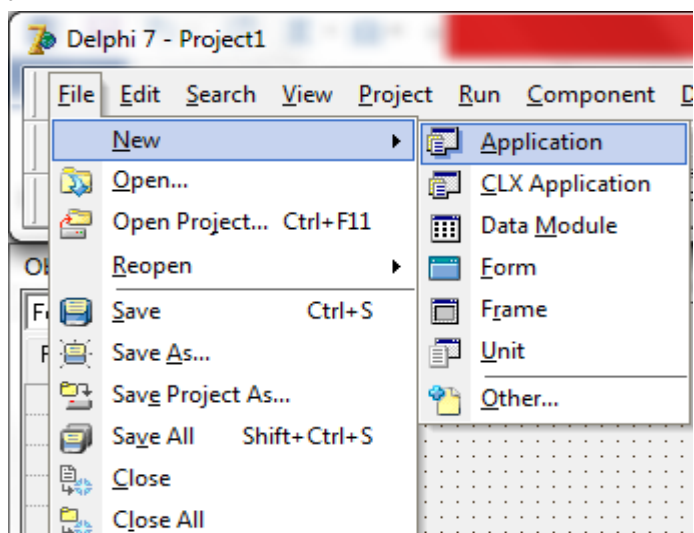 Delphi 7 - Project1
File Edit Search View Project Run Component D
New
Open...
Open Project... Ctrl+F11
Reopen
Save Ctrl+S
Save As...
Save Project As...
Save All Shift+Ctrl+S
Close
Close All
Application
CLX Application
Data Module
Form
Frame
Unit
Other...